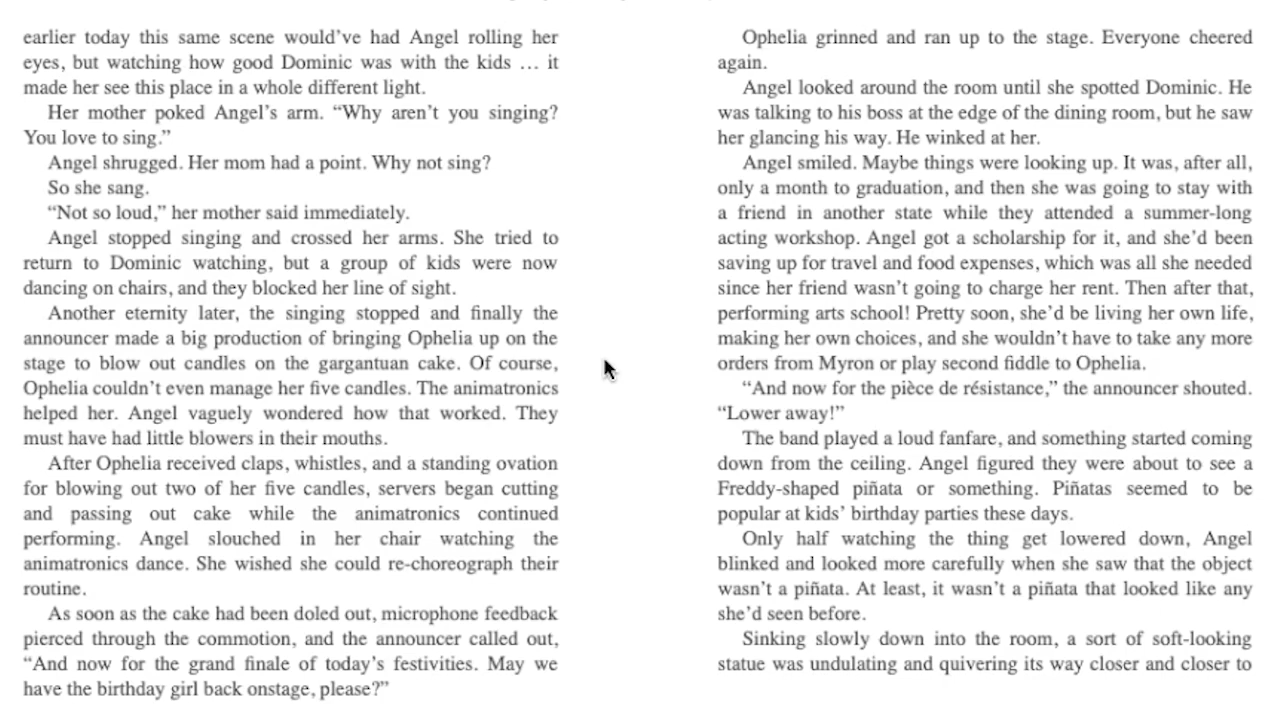 earlier today this same scene would’ve had Angel rolling her
eyes, but watching how good Dominic was with the kids … it
made her see this place in a whole different light.
Her mother poked Angel’s arm. “Why aren’t you singing?
You love to sing.”
Angel shrugged. Her mom had a point. Why not sing?
So she sang.
“Not so loud,” her mother said immediately.
Angel stopped singing and crossed her arms. She tried to
return to Dominic watching, but a group of kids were now
dancing on chairs, and they blocked her line of sight.
Another eternity later, the singing stopped and finally the
announcer made a big production of bringing Ophelia up on the
stage to blow out candles on the gargantuan cake. Of course,
Ophelia couldn’t even manage her five candles. The animatronics
helped her. Angel vaguely wondered how that worked. They
must have had little blowers in their mouths.
After Ophelia received claps, whistles, and a standing ovation
for blowing out two of her five candles, servers began cutting
and passing out cake while the animatronics continued
performing. Angel slouched in her chair watching the
animatronics dance. She wished she could re-choreograph their
routine.
As soon as the cake had been doled out, microphone feedback
pierced through the commotion, and the announcer called out,
“And now for the grand finale of today’s festivities. May we
have the birthday girl back onstage, please?”
Ophelia grinned and ran up to the stage. Everyone cheered
again.
Angel looked around the room until she spotted Dominic. He
was talking to his boss at the edge of the dining room, but he saw
her glancing his way. He winked at her.
Angel smiled. Maybe things were looking up. It was, after all,
only a month to graduation, and then she was going to stay with
a friend in another state while they attended a summer-long
acting workshop. Angel got a scholarship for it, and she’d been
saving up for travel and food expenses, which was all she needed
since her friend wasn’t going to charge her rent. Then after that,
performing arts school! Pretty soon, she’d be living her own life,
making her own choices, and she wouldn’t have to take any more
orders from Myron or play second fiddle to Ophelia.
“And now for the pièce de résistance,” the announcer shouted.
“Lower away!”
The band played a loud fanfare, and something started coming
down from the ceiling. Angel figured they were about to see a
Freddy-shaped piñata or something. Piñatas seemed to be
popular at kids’ birthday parties these days.
Only half watching the thing get lowered down, Angel
blinked and looked more carefully when she saw that the object
wasn’t a piñata. At least, it wasn’t a piñata that looked like any
she’d seen before.
Sinking slowly down into the room, a sort of soft-looking
statue was undulating and quivering its way closer and closer to